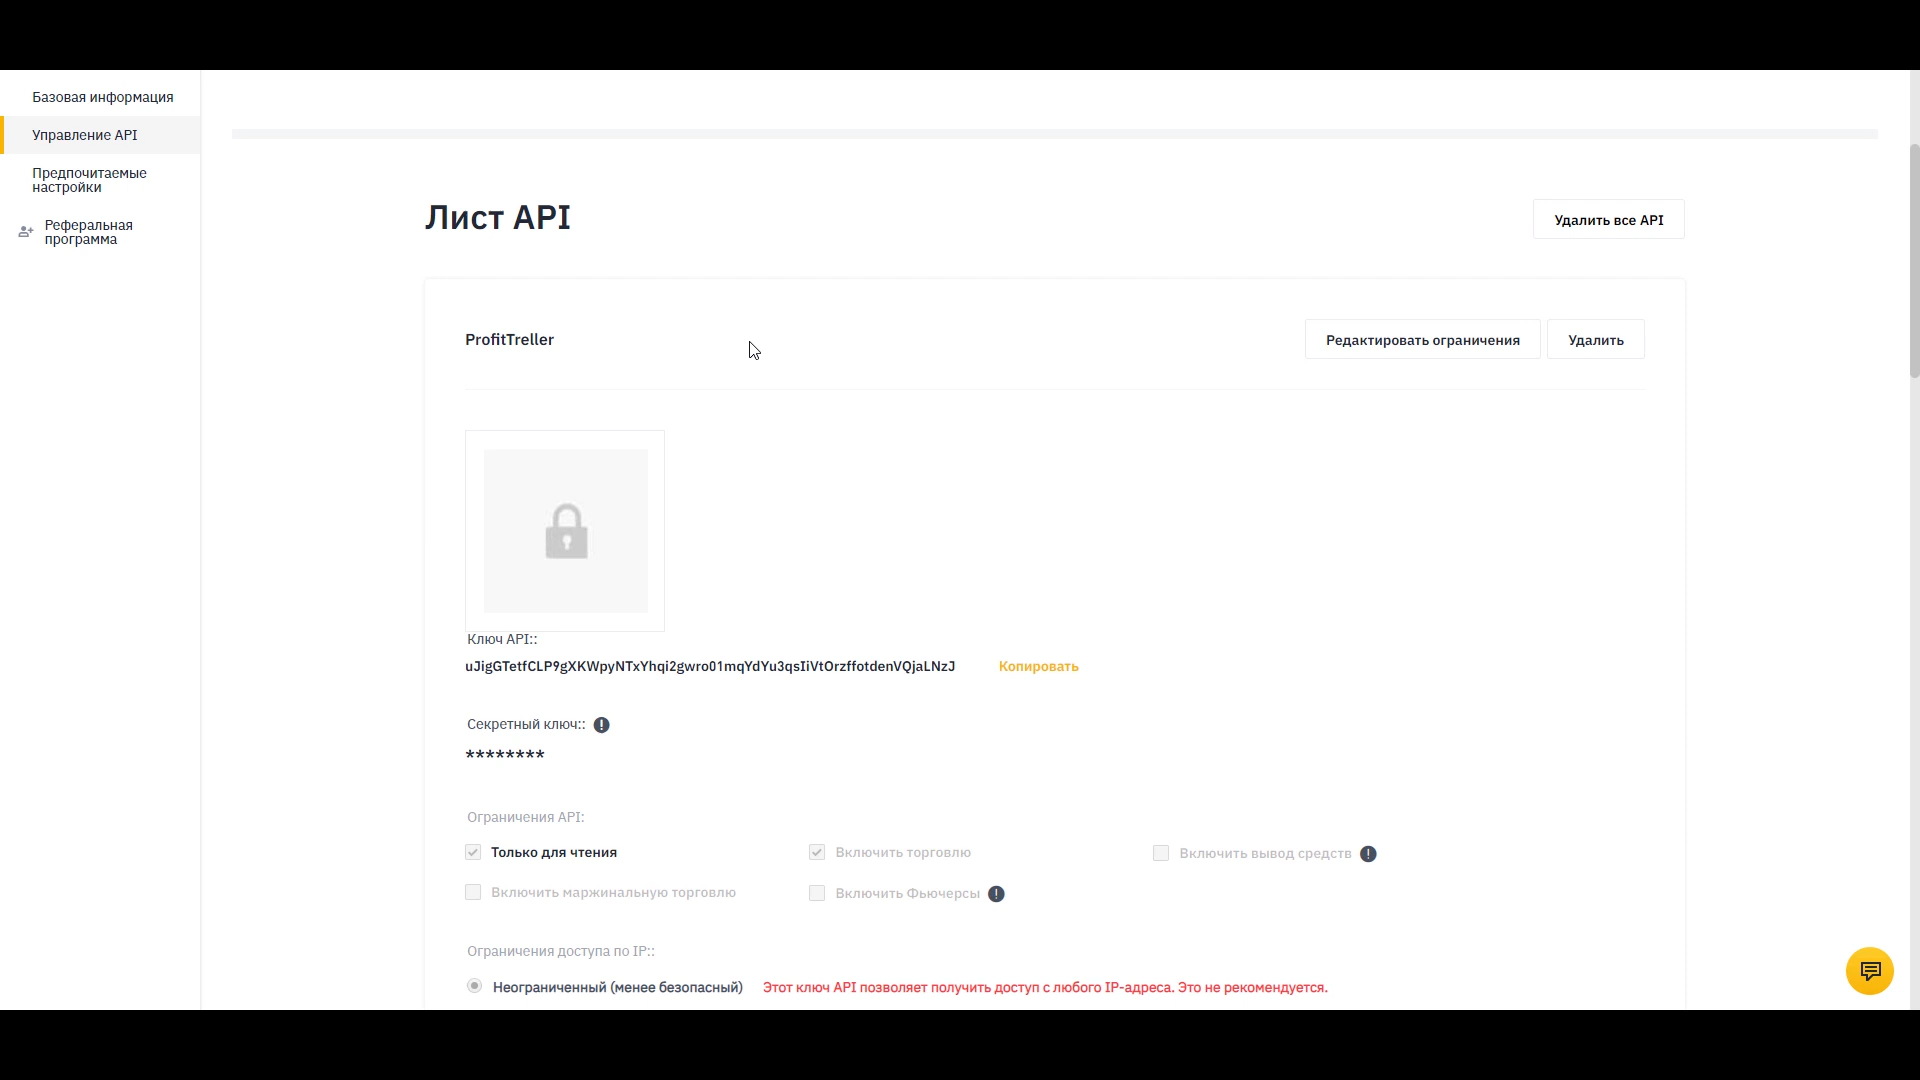 Базовая информация
Управление API
Предпочитаемые
настройки
Реферальная
программа
Лист API
Удалить все API
ProfitTreller
Редактировать ограничения
Удалить
Ключ API::
uJigGTetfCLP9gXKWpyNTxYhqi2gwro01mqYdYu3qsIiVtOrzffotdenVQjaLNzJ
Копировать
Секретный ключ::
********
Ограничения API:
Только для чтения
Включить торговлю
Включить вывод средств
Включить маржинальную торговлю
Включить Фьючерсы
Ограничения доступа по IP::
Неограниченный (менее безопасный)
Этот ключ API позволяет получить доступ с любого IP-адреса. Это не рекомендуется.